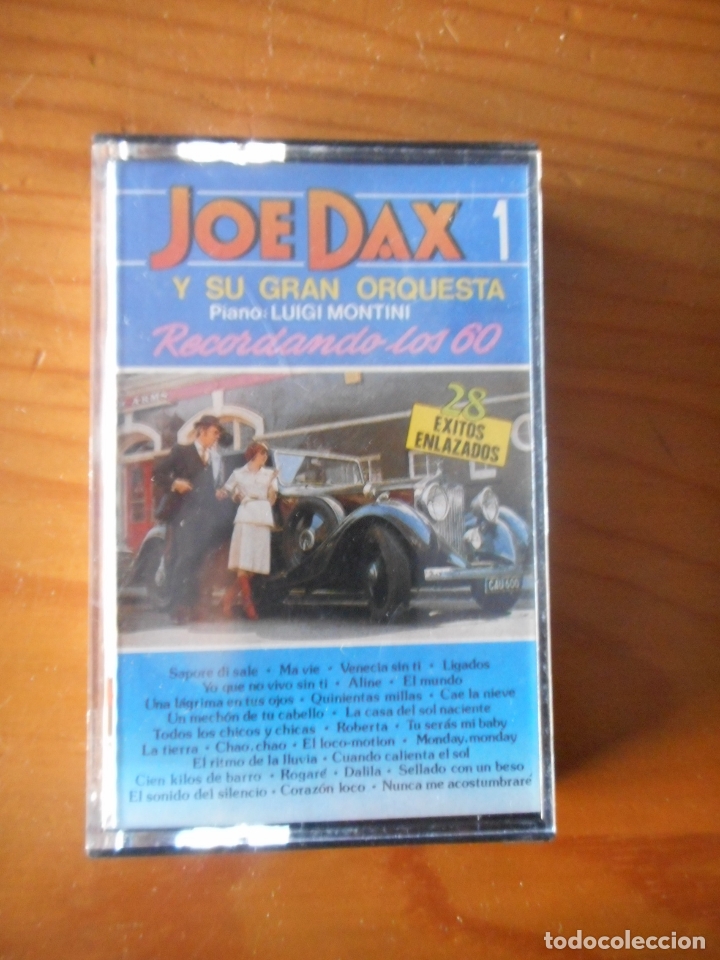 JOE DAX 1
Y SU GRAN ORQUESTA
Piano: LUIGI MONTINI
Recordando los 60
ARMS
28
EXITOS
ENLAZADOS
CAU 600
Sapore di sale • Ma vie • Venecia sin ti • Ligados
Yo que no vivo sin ti • Aline • El mundo
Una lágrima en tus ojos • Quinientas millas • Cae la nieve
Un mechón de tu cabello • La casa del sol naciente
Todos los chicos y chicas • Roberta • Tu serás mi baby
La tierra • Chao, chao • El loco-motion • Monday, monday
El ritmo de la lluvia • Cuando calienta el sol
Cien kilos de barro • Rogaré • Dalila • Sellado con un beso
El sonido del silencio • Corazón loco • Nunca me acostumbraré
todocoleccion
todocoleccion.net